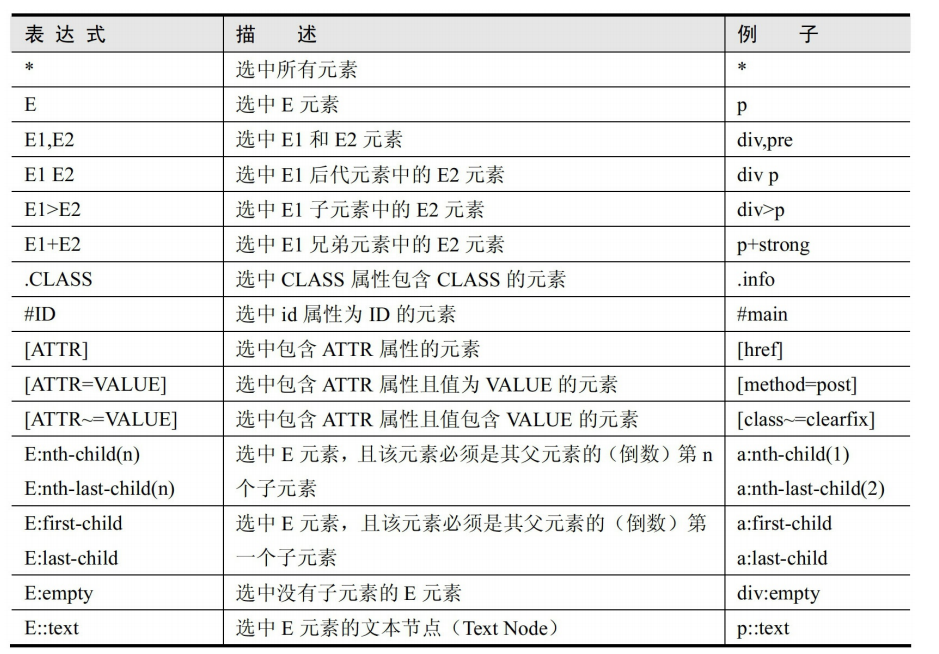 表 达 式 描 述 例 子
* 选中所有元素 *
E 选中 E 元素 p
E1,E2 选中 E1 和 E2 元素 div,pre
E1 E2 选中 E1 后代元素中的 E2 元素 div p
E1>E2 选中 E1 子元素中的 E2 元素 div>p
E1+E2 选中 E1 兄弟元素中的 E2 元素 p+strong
.CLASS 选中 CLASS 属性包含 CLASS 的元素 .info
#ID 选中 id 属性为 ID 的元素 #main
[ATTR] 选中包含 ATTR 属性的元素 [href]
[ATTR=VALUE] 选中包含 ATTR 属性且值为 VALUE 的元素 [method=post]
[ATTR~=VALUE] 选中包含 ATTR 属性且值包含 VALUE 的元素 [class~=clearfix]
E:nth-child(n) 选中 E 元素，且该元素必须是其父元素的（倒数）第 n a:nth-child(1)
E:nth-last-child(n) 个子元素 a:nth-last-child(2)
E:first-child 选中 E 元素，且该元素必须是其父元素的（倒数）第 a:first-child
E:last-child 一个子元素 a:last-child
E:empty 选中没有子元素的 E 元素 div:empty
E::text 选中 E 元素的文本节点（Text Node） p::text